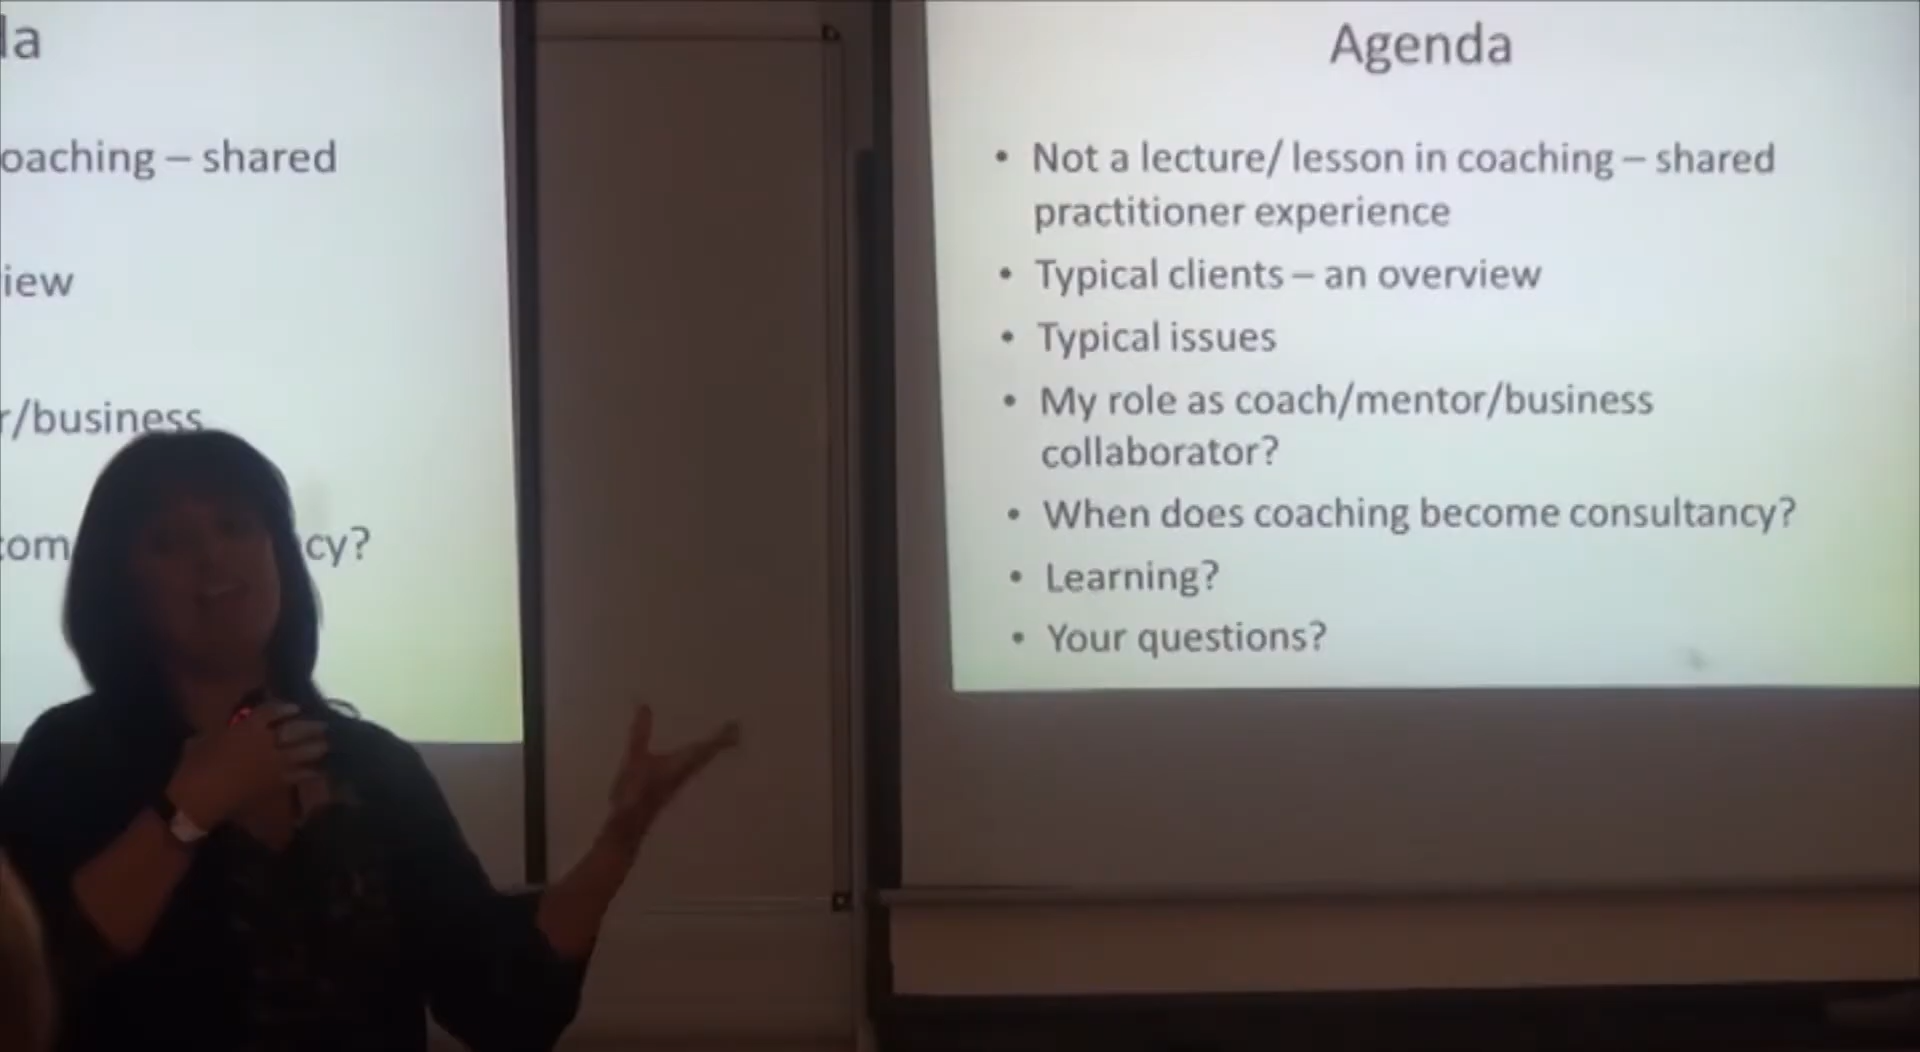 la
oaching – shared
iew
r/business
com cy?
Agenda
• Not a lecture/ lesson in coaching – shared
practitioner experience
• Typical clients – an overview
• Typical issues
• My role as coach/mentor/business
collaborator?
• When does coaching become consultancy?
• Learning?
• Your questions?